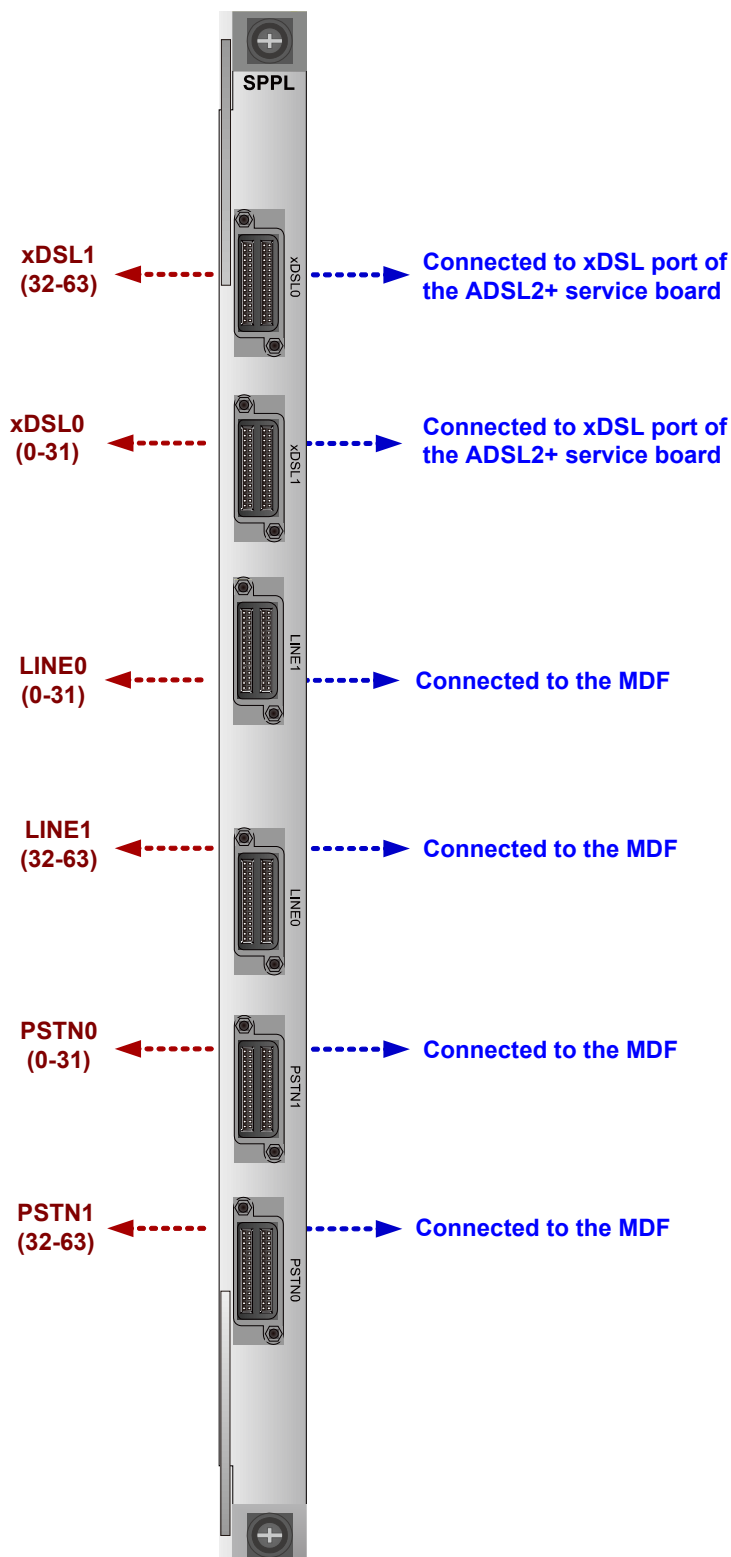 SPPL
xDSL1
(32-63)
xDSL0
Connected to xDSL port of
the ADSL2+ service board
xDSL0
(0-31)
xDSL1
Connected to xDSL port of
the ADSL2+ service board
LINE0
(0-31)
LINE1
Connected to the MDF
LINE1
(32-63)
LINE0
Connected to the MDF
PSTN0
(0-31)
PSTN1
Connected to the MDF
PSTN1
(32-63)
PSTN0
Connected to the MDF